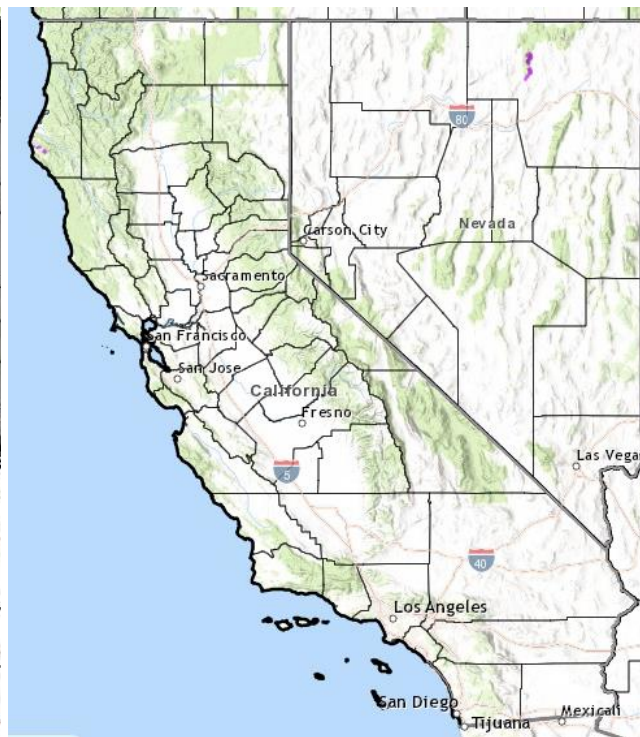 80
Carson City
Nevada
Sacramento
San Francisco
San Jose
California
Fresno
5
Las Vega
40
Los Angeles
San Diego
Tijuana
Mexicali